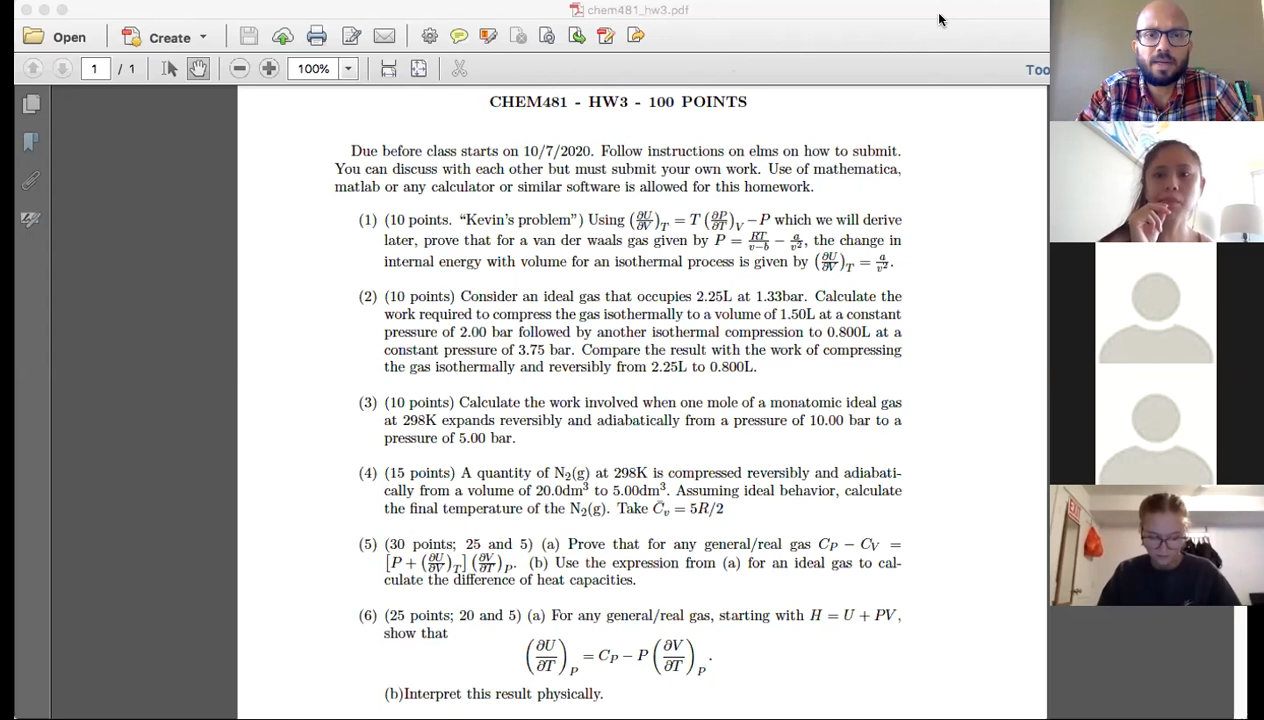 chem481_hw3.pdf
Open
Create
1 / 1
100%
Too
CHEM481 - HW3 - 100 POINTS
Due before class starts on 10/7/2020. Follow instructions on elms on how to submit.
You can discuss with each other but must submit your own work. Use of mathematica,
matlab or any calculator or similar software is allowed for this homework.
(1) (10 points. “Kevin’s problem”) Using (∂U/∂V)_T = T (∂P/∂T)_V − P which we will derive
later, prove that for a van der waals gas given by P = RT/(v−b) − a/v², the change in
internal energy with volume for an isothermal process is given by (∂U/∂V)_T = a/v².
(2) (10 points) Consider an ideal gas that occupies 2.25L at 1.33bar. Calculate the
work required to compress the gas isothermally to a volume of 1.50L at a constant
pressure of 2.00 bar followed by another isothermal compression to 0.800L at a
constant pressure of 3.75 bar. Compare the result with the work of compressing
the gas isothermally and reversibly from 2.25L to 0.800L.
(3) (10 points) Calculate the work involved when one mole of a monatomic ideal gas
at 298K expands reversibly and adiabatically from a pressure of 10.00 bar to a
pressure of 5.00 bar.
(4) (15 points) A quantity of N₂(g) at 298K is compressed reversibly and adiabati-
cally from a volume of 20.0dm³ to 5.00dm³. Assuming ideal behavior, calculate
the final temperature of the N₂(g). Take C̄_v = 5R/2
(5) (30 points; 25 and 5) (a) Prove that for any general/real gas C_P − C_V =
[P + (∂U/∂V)_T] (∂V/∂T)_P. (b) Use the expression from (a) for an ideal gas to cal-
culate the difference of heat capacities.
(6) (25 points; 20 and 5) (a) For any general/real gas, starting with H = U + PV,
show that
(∂U/∂T)_P = C_P − P (∂V/∂T)_P.
(b)Interpret this result physically.
EXIT